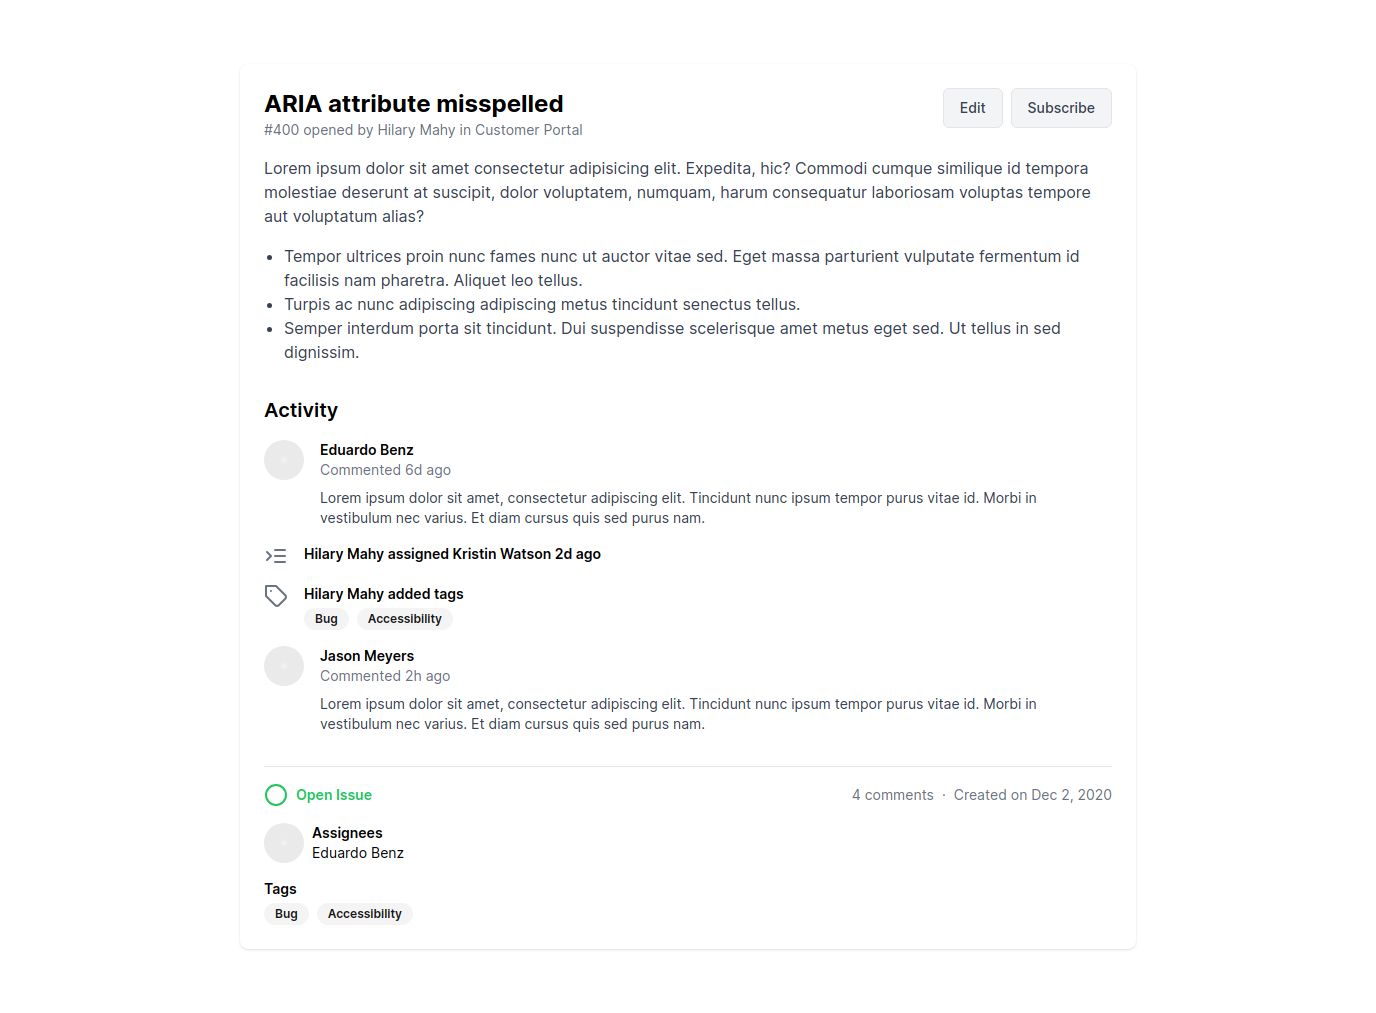 ARIA attribute misspelled
Edit
Subscribe
#400 opened by Hilary Mahy in Customer Portal
Lorem ipsum dolor sit amet consectetur adipisicing elit. Expedita, hic? Commodi cumque similique id tempora
molestiae deserunt at suscipit, dolor voluptatem, numquam, harum consequatur laboriosam voluptas tempore
aut voluptatum alias?
• Tempor ultrices proin nunc fames nunc ut auctor vitae sed. Eget massa parturient vulputate fermentum id
facilisis nam pharetra. Aliquet leo tellus.
• Turpis ac nunc adipiscing adipiscing metus tincidunt senectus tellus.
• Semper interdum porta sit tincidunt. Dui suspendisse scelerisque amet metus eget sed. Ut tellus in sed
dignissim.
Activity
Eduardo Benz
Commented 6d ago
Lorem ipsum dolor sit amet, consectetur adipiscing elit. Tincidunt nunc ipsum tempor purus vitae id. Morbi in
vestibulum nec varius. Et diam cursus quis sed purus nam.
Hilary Mahy assigned Kristin Watson 2d ago
Hilary Mahy added tags
Bug Accessibility
Jason Meyers
Commented 2h ago
Lorem ipsum dolor sit amet, consectetur adipiscing elit. Tincidunt nunc ipsum tempor purus vitae id. Morbi in
vestibulum nec varius. Et diam cursus quis sed purus nam.
Open Issue
4 comments · Created on Dec 2, 2020
Assignees
Eduardo Benz
Tags
Bug Accessibility